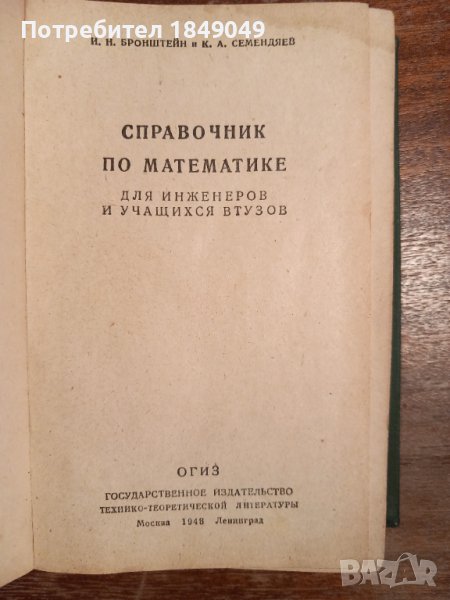 Потребител 1849049
И. Н. БРОНШТЕЙН и К. А. СЕМЕНДЯЕВ
СПРАВОЧНИК
ПО МАТЕМАТИКЕ
ДЛЯ ИНЖЕНЕРОВ
И УЧАЩИХСЯ ВТУЗОВ
ОГИЗ
ГОСУДАРСТВЕННОЕ ИЗДАТЕЛЬСТВО
ТЕХНИКО-ТЕОРЕТИЧЕСКОЙ ЛИТЕРАТУРЫ
Москва 1948 Ленинград
BAZAR